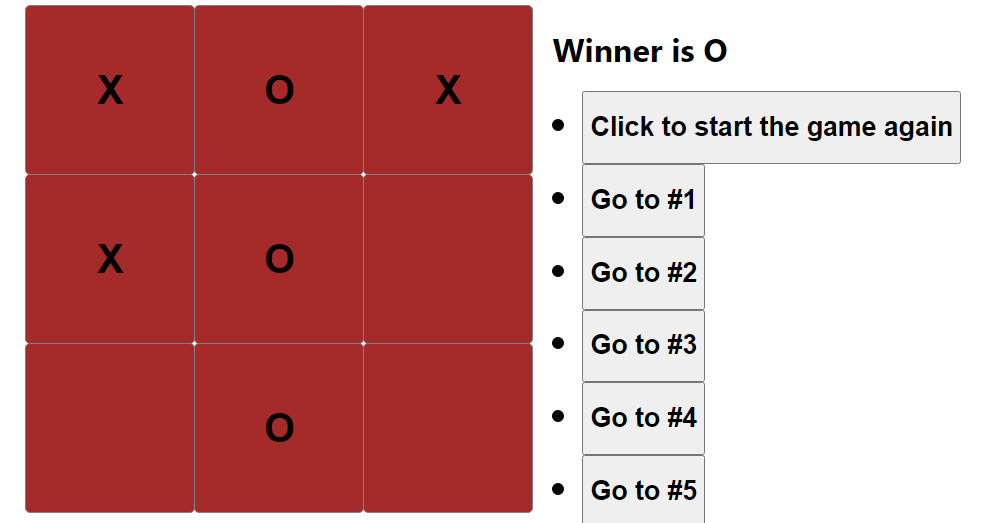 X O X
X O
O
Winner is O
Click to start the game again
Go to #1
Go to #2
Go to #3
Go to #4
Go to #5